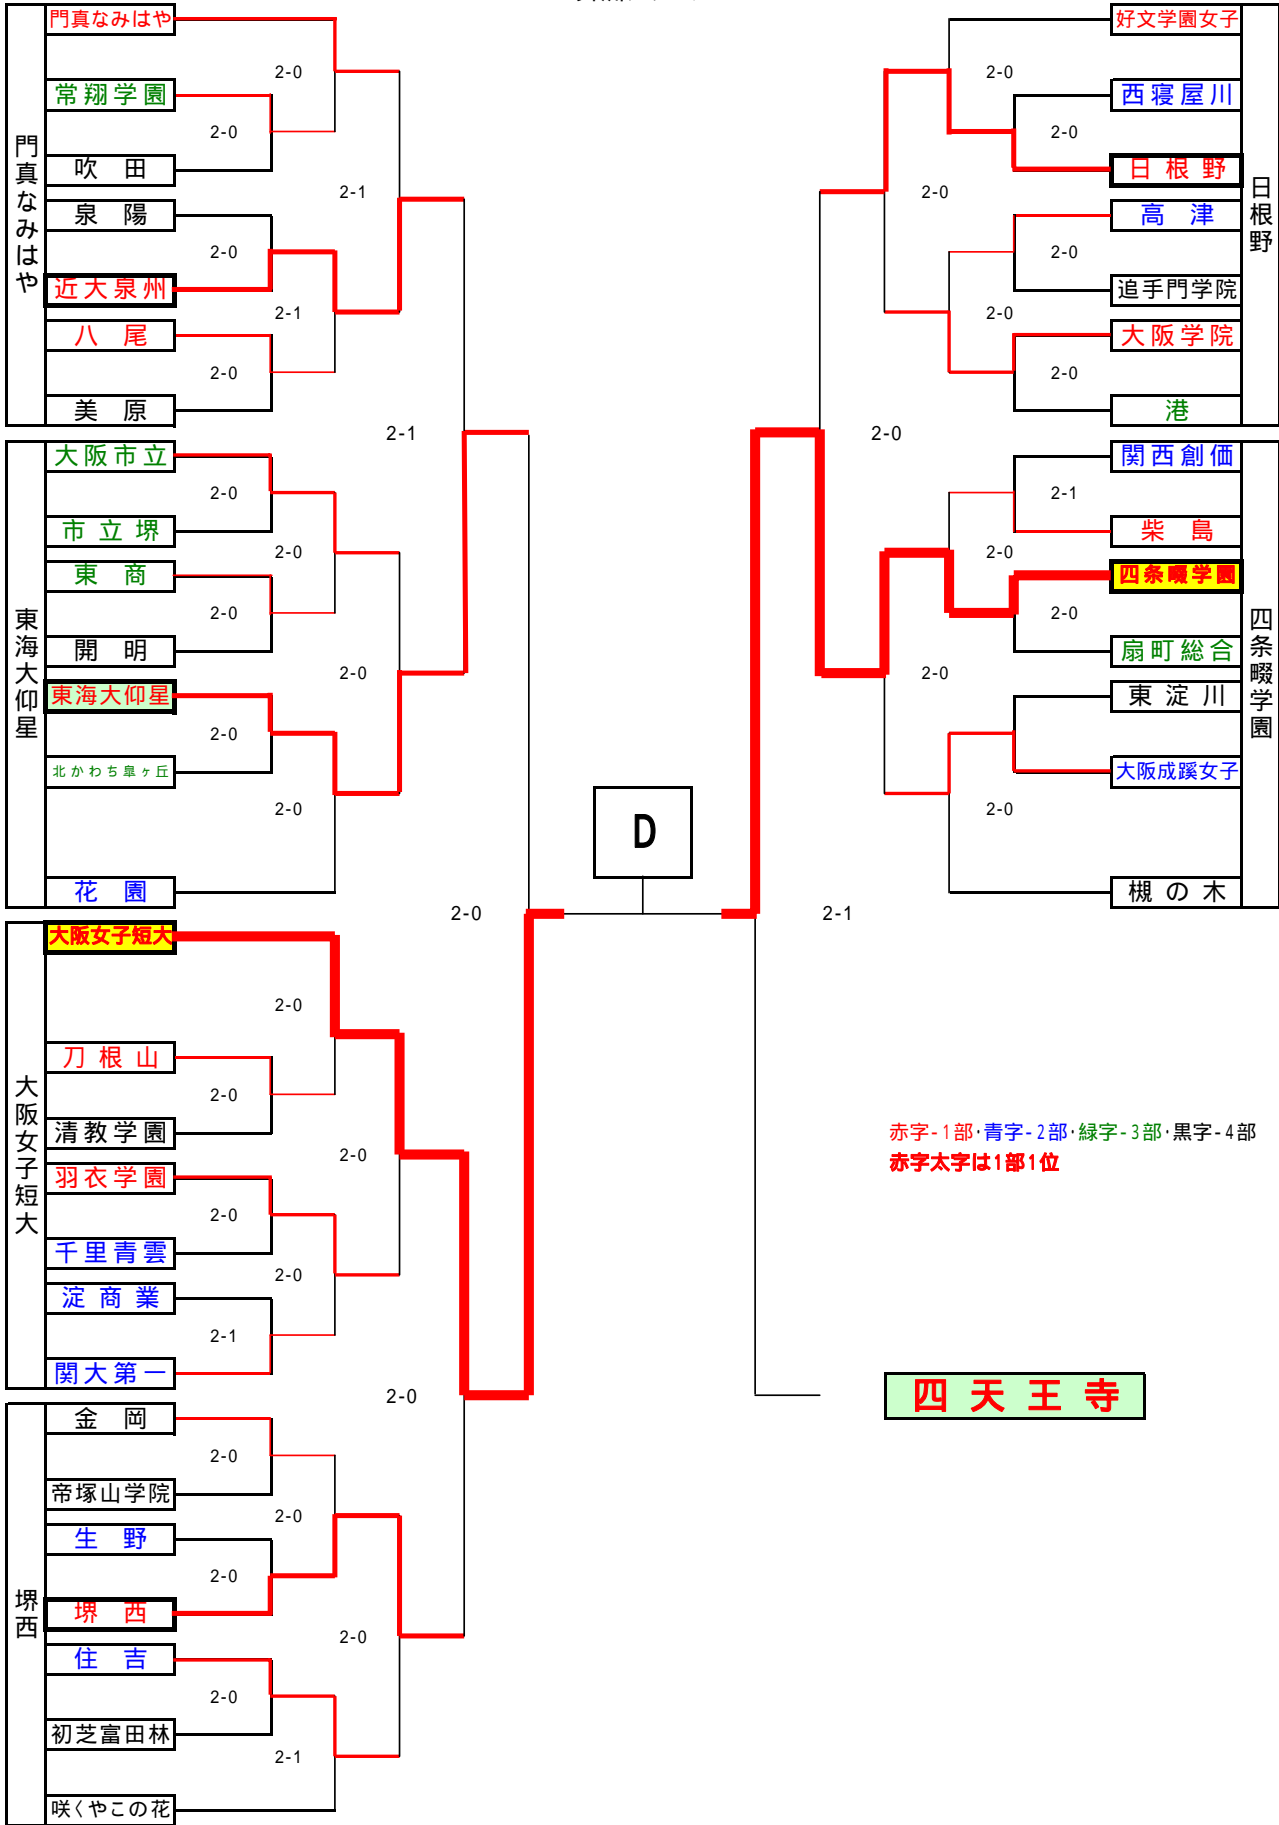 門真なみはや
門真なみはや
常翔学園
吹田
泉陽
近大泉州
八尾
美原
2-0
2-0
2-0
2-1
2-0
2-1
東海大仰星
大阪市立
市立堺
東商
開明
東海大仰星
北かわち皐ヶ丘
花園
2-0
2-0
2-0
2-0
2-0
2-0
2-1
大阪女子短大
大阪女子短大
刀根山
清教学園
羽衣学園
千里青雲
淀商業
関大第一
2-0
2-0
2-0
2-0
2-0
2-1
堺西
金岡
帝塚山学院
生野
堺西
住吉
初芝富田林
咲くやこの花
2-0
2-0
2-0
2-0
2-0
2-1
2-0
2-0
D
2-1
日根野
好文学園女子
西寝屋川
日根野
高津
追手門学院
大阪学院
港
2-0
2-0
2-0
2-0
2-0
2-0
2-0
四条畷学園
関西創価
柴島
四条畷学園
扇町総合
東淀川
大阪成蹊女子
槻の木
2-1
2-0
2-0
2-0
2-0
赤字-1部・青字-2部・緑字-3部・黒字-4部
赤字太字は1部1位
四天王寺